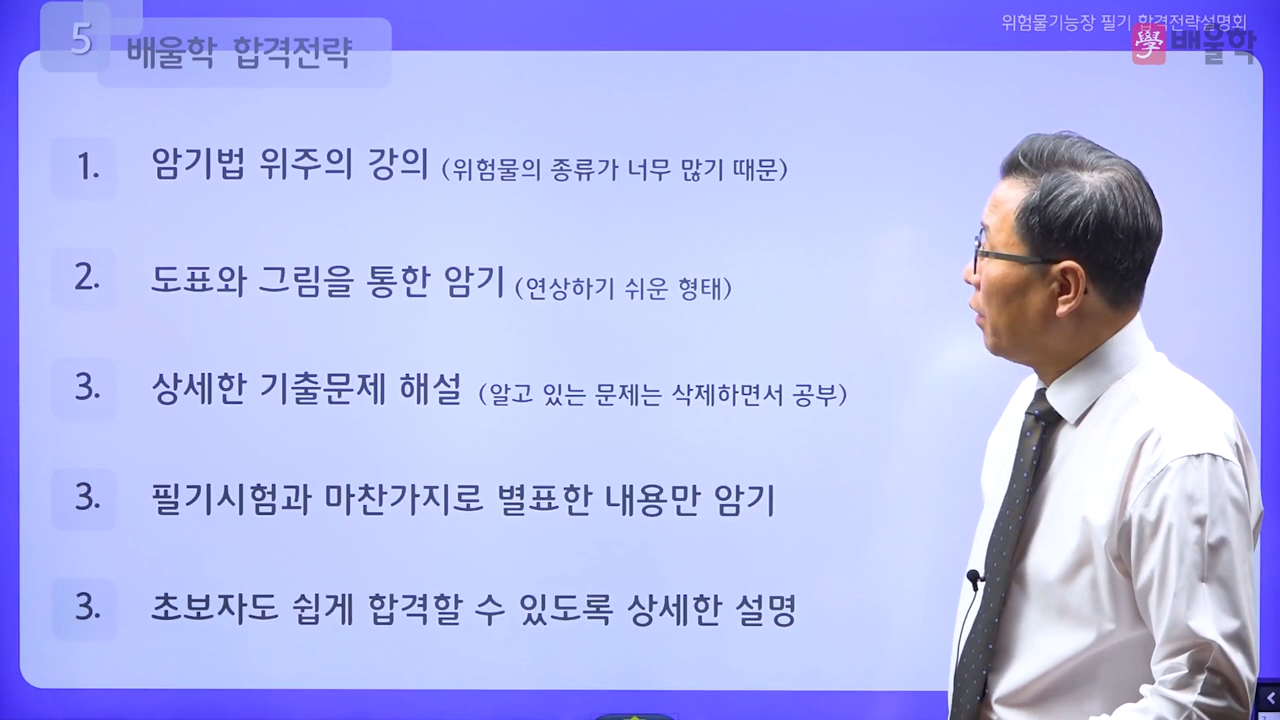 위험물기능장 필기 합격전략설명회
學 배울학
5 배울학 합격전략
1. 암기법 위주의 강의 (위험물의 종류가 너무 많기 때문)
2. 도표와 그림을 통한 암기 (연상하기 쉬운 형태)
3. 상세한 기출문제 해설 (알고 있는 문제는 삭제하면서 공부)
3. 필기시험과 마찬가지로 별표한 내용만 암기
3. 초보자도 쉽게 합격할 수 있도록 상세한 설명